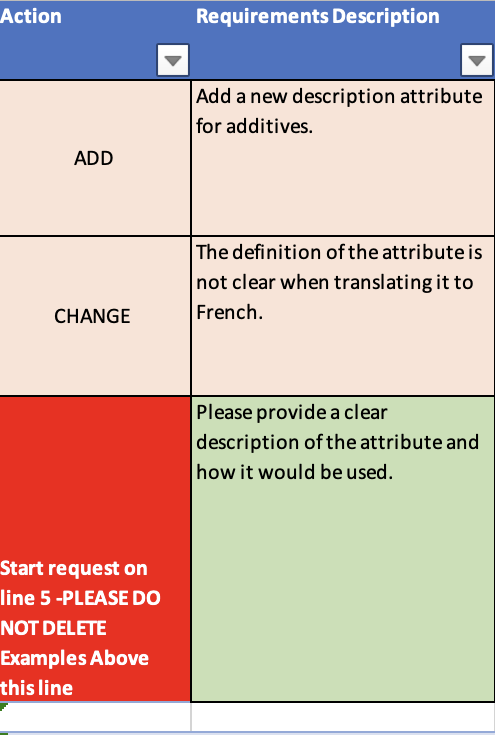 Action
Requirements Description
ADD
Add a new description attribute
for additives.
CHANGE
The definition of the attribute is
not clear when translating it to
French.
Start request on
line 5 -PLEASE DO
NOT DELETE
Examples Above
this line
Please provide a clear
description of the attribute and
how it would be used.